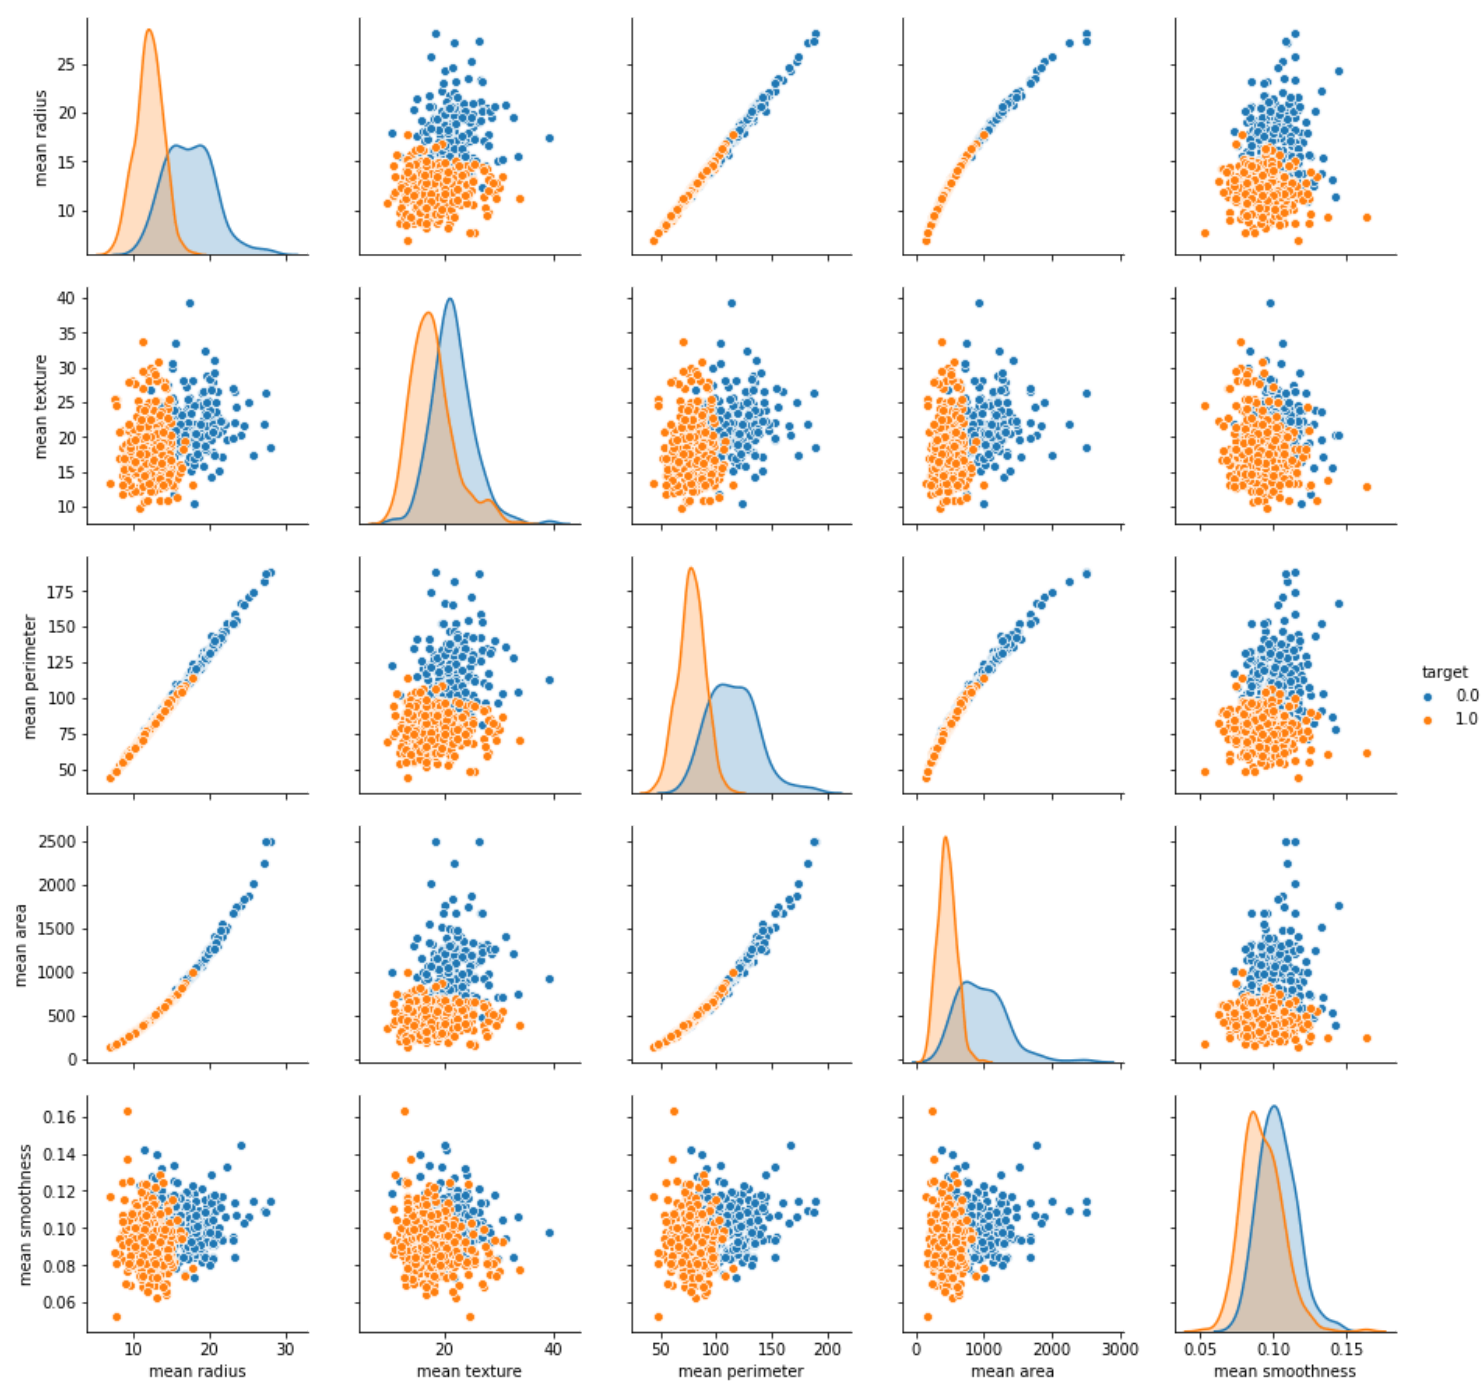 25
20
15
10
mean radius
40
35
30
25
20
15
10
mean texture
175
150
125
100
75
50
mean perimeter
target
0.0
1.0
2500
2000
1500
1000
500
0
mean area
0.16
0.14
0.12
0.10
0.08
0.06
mean smoothness
10 20 30
mean radius
20 40
mean texture
50 100 150 200
mean perimeter
0 1000 2000 3000
mean area
0.05 0.10 0.15
mean smoothness